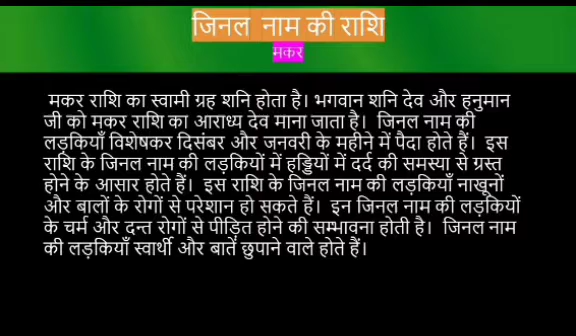 जिनल नाम की राशि
मकर
मकर राशि का स्वामी ग्रह शनि होता है। भगवान शनि देव और हनुमान
जी को मकर राशि का आराध्य देव माना जाता है। जिनल नाम की
लड़कियाँ विशेषकर दिसंबर और जनवरी के महीने में पैदा होते हैं। इस
राशि के जिनल नाम की लड़कियों में हड्डियों में दर्द की समस्या से ग्रस्त
होने के आसार होते हैं। इस राशि के जिनल नाम की लड़कियाँ नाखूनों
और बालों के रोगों से परेशान हो सकते हैं। इन जिनल नाम की लड़कियों
के चर्म और दन्त रोगों से पीड़ित होने की सम्भावना होती है। जिनल नाम
की लड़कियाँ स्वार्थी और बातें छुपाने वाले होते हैं।